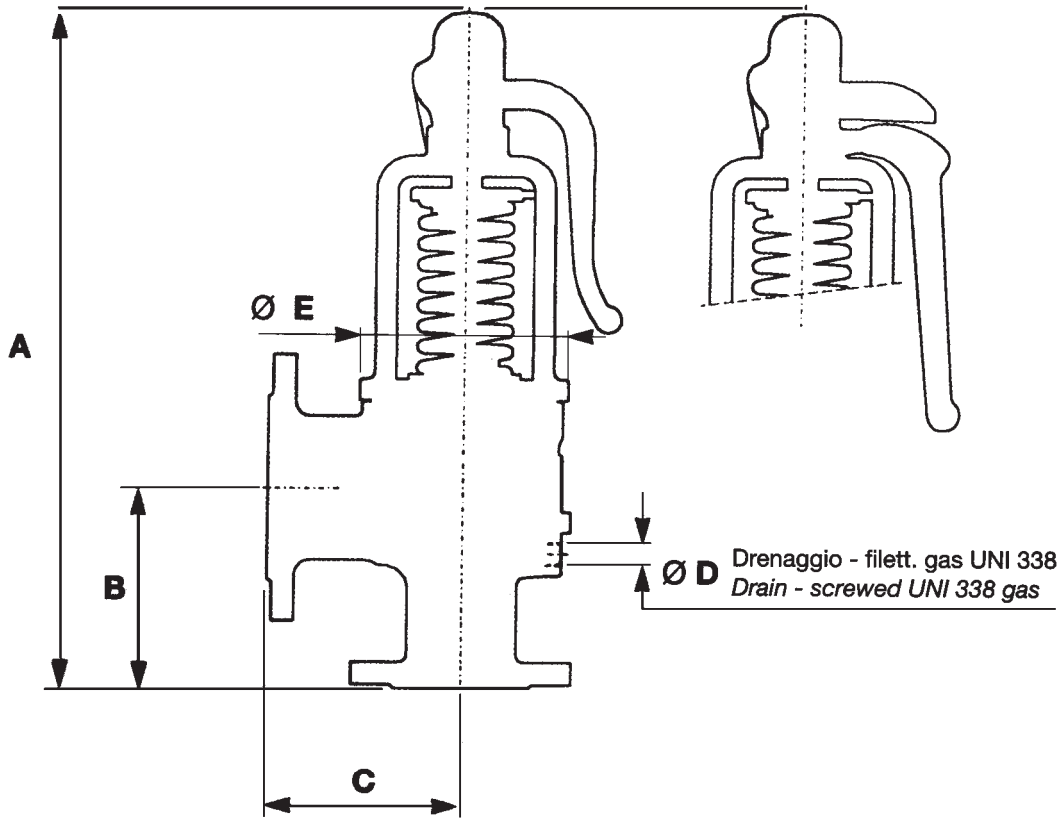 Ø E
A
B
Ø D
Drenaggio - filett. gas UNI 338
Drain - screwed UNI 338 gas
C